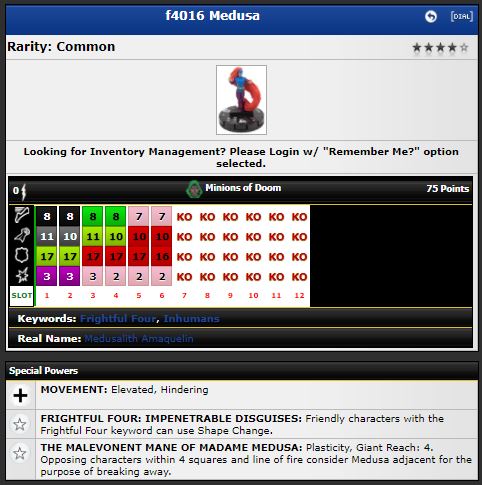 f4016 Medusa [DIAL]
Rarity: Common
Looking for Inventory Management? Please Login w/ "Remember Me?" option
selected.
0 Minions of Doom 75 Points
8 8 8 8 7 7 KO KO KO KO KO KO
11 10 11 10 10 10 KO KO KO KO KO KO
17 17 17 17 17 16 KO KO KO KO KO KO
3 3 3 2 2 2 KO KO KO KO KO KO
SLOT 1 2 3 4 5 6 7 8 9 10 11 12
Keywords: Frightful Four, Inhumans
Real Name: Medusalith Amaquelin
Special Powers
MOVEMENT: Elevated, Hindering
FRIGHTFUL FOUR: IMPENETRABLE DISGUISES: Friendly characters with the
Frightful Four keyword can use Shape Change.
THE MALEVONENT MANE OF MADAME MEDUSA: Plasticity, Giant Reach: 4.
Opposing characters within 4 squares and line of fire consider Medusa adjacent for the
purpose of breaking away.